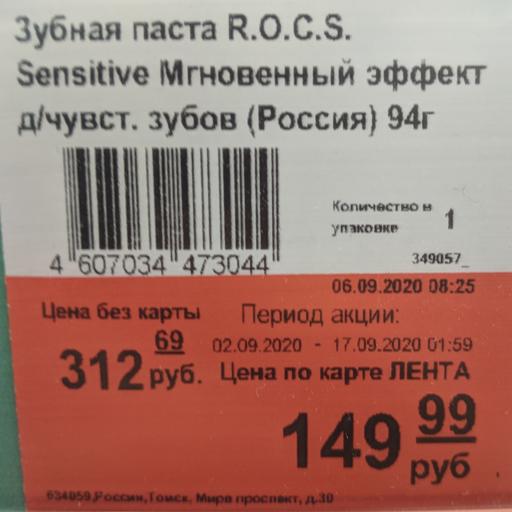 Зубная паста R.O.C.S.
Sensitive Мгновенный эффект
д/чувст. зубов (Россия) 94г
Количество в
упаковке 1
4 607034 473044
349057_
06.09.2020 08:25
Цена без карты
Период акции:
312 69 руб.
02.09.2020 - 17.09.2020 01:59
Цена по карте ЛЕНТА
149 99 руб
634059,Россия,Томск, Мира проспект, д.30